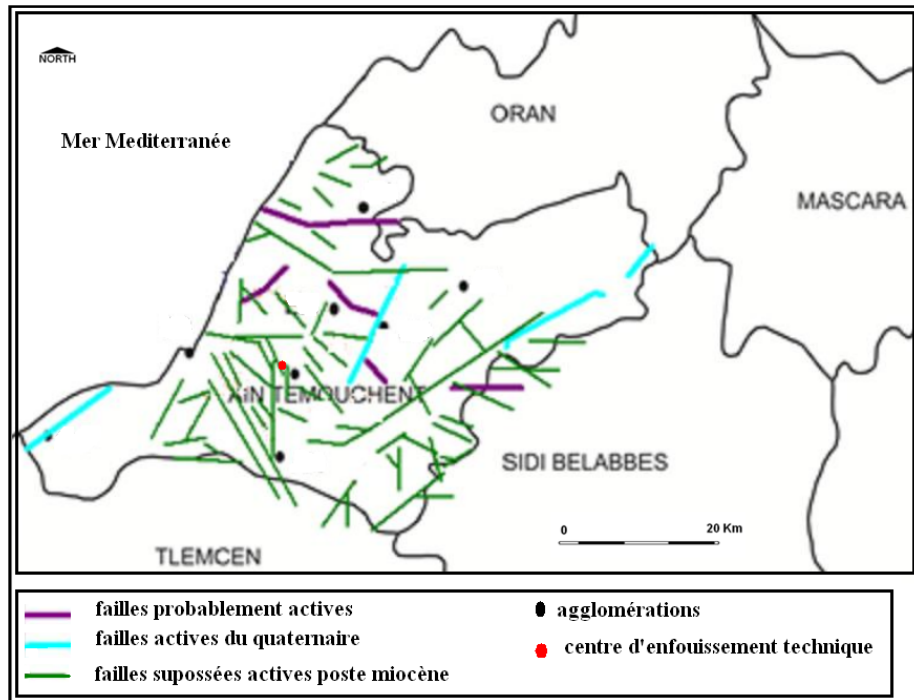 NORTH
ORAN
Mer Mediterranée
MASCARA
AIN TEMOUCHENT
SIDI BELABBES
0 20 Km
TLEMCEN
failles probablement actives
agglomérations
failles actives du quaternaire
centre d'enfouissement technique
failles suposséés actives poste miocène